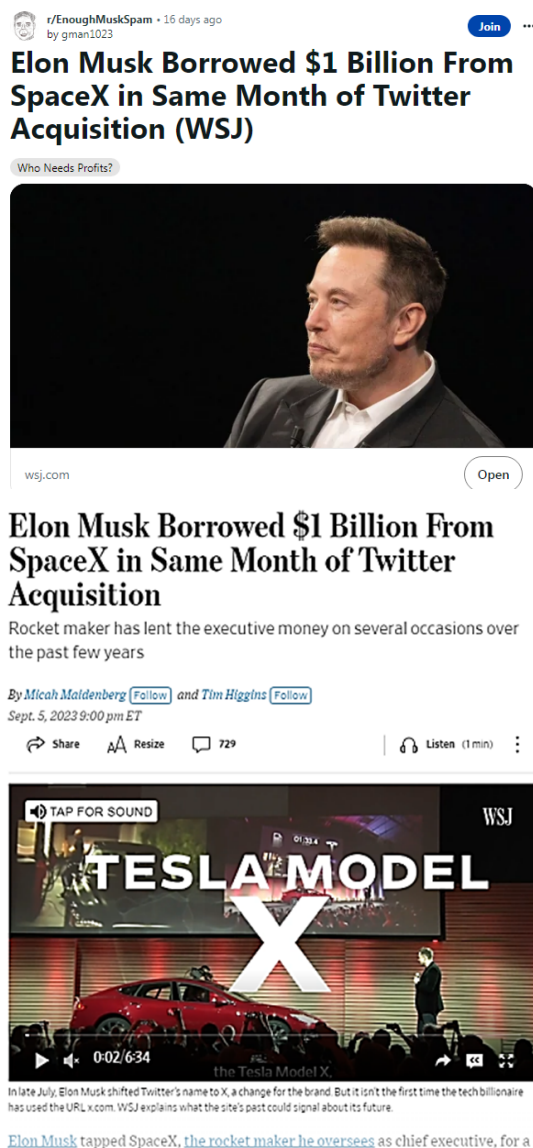 r/EnoughMuskSpam • 16 days ago
by gman1023
Join
Elon Musk Borrowed $1 Billion From
SpaceX in Same Month of Twitter
Acquisition (WSJ)
Who Needs Profits?
wsj.com
Open
Elon Musk Borrowed $1 Billion From
SpaceX in Same Month of Twitter
Acquisition
Rocket maker has lent the executive money on several occasions over
the past few years
By Micah Maidenberg Follow and Tim Higgins Follow
Sept. 5, 2023 9:00 pm ET
Share
Resize
729
Listen (1 min)
TAP FOR SOUND
WSJ
TESLA MODEL
X
0:02/6:34
CC
the Tesla Model X,
In late July, Elon Musk shifted Twitter's name to X, a change for the brand. But it isn't the first time the tech billionaire
has used the URL x.com. WSJ explains what the site's past could signal about its future.
Elon Musk tapped SpaceX, the rocket maker he oversees as chief executive, for a